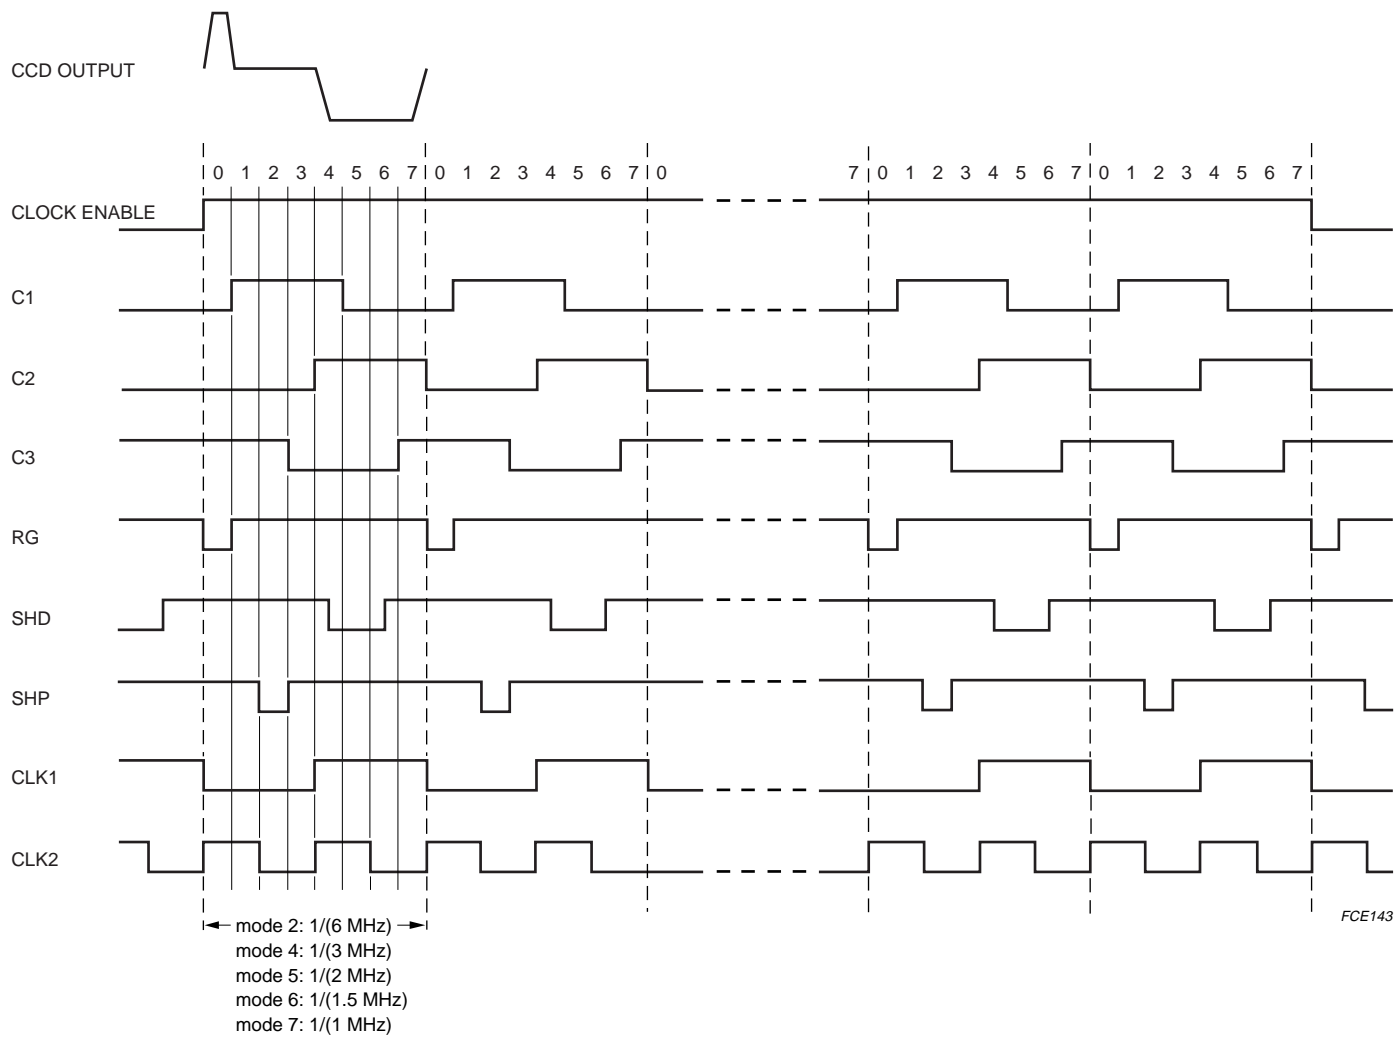 CCD OUTPUT
0 1 2 3 4 5 6 7 0 1 2 3 4 5 6 7 0 7 0 1 2 3 4 5 6 7 0 1 2 3 4 5 6 7
CLOCK ENABLE
C1
C2
C3
RG
SHD
SHP
CLK1
CLK2
FCE143
mode 2: 1/(6 MHz)
mode 4: 1/(3 MHz)
mode 5: 1/(2 MHz)
mode 6: 1/(1.5 MHz)
mode 7: 1/(1 MHz)